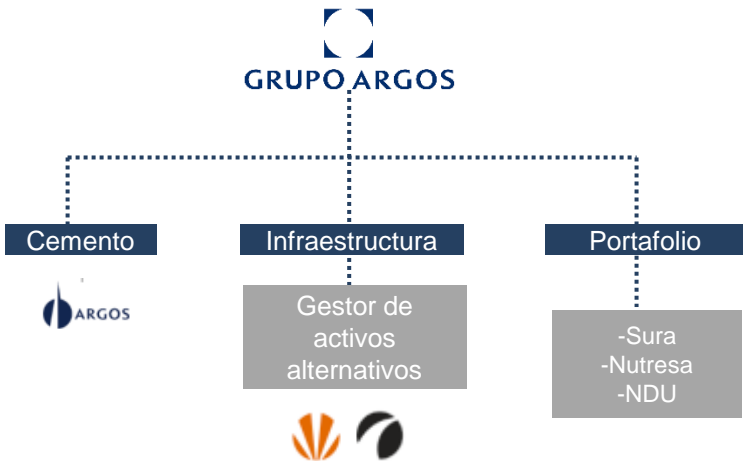 GRUPO ARGOS
Cemento
Infraestructura
Portafolio
ARGOS
Gestor de
activos
alternativos
-Sura
-Nutresa
-NDU